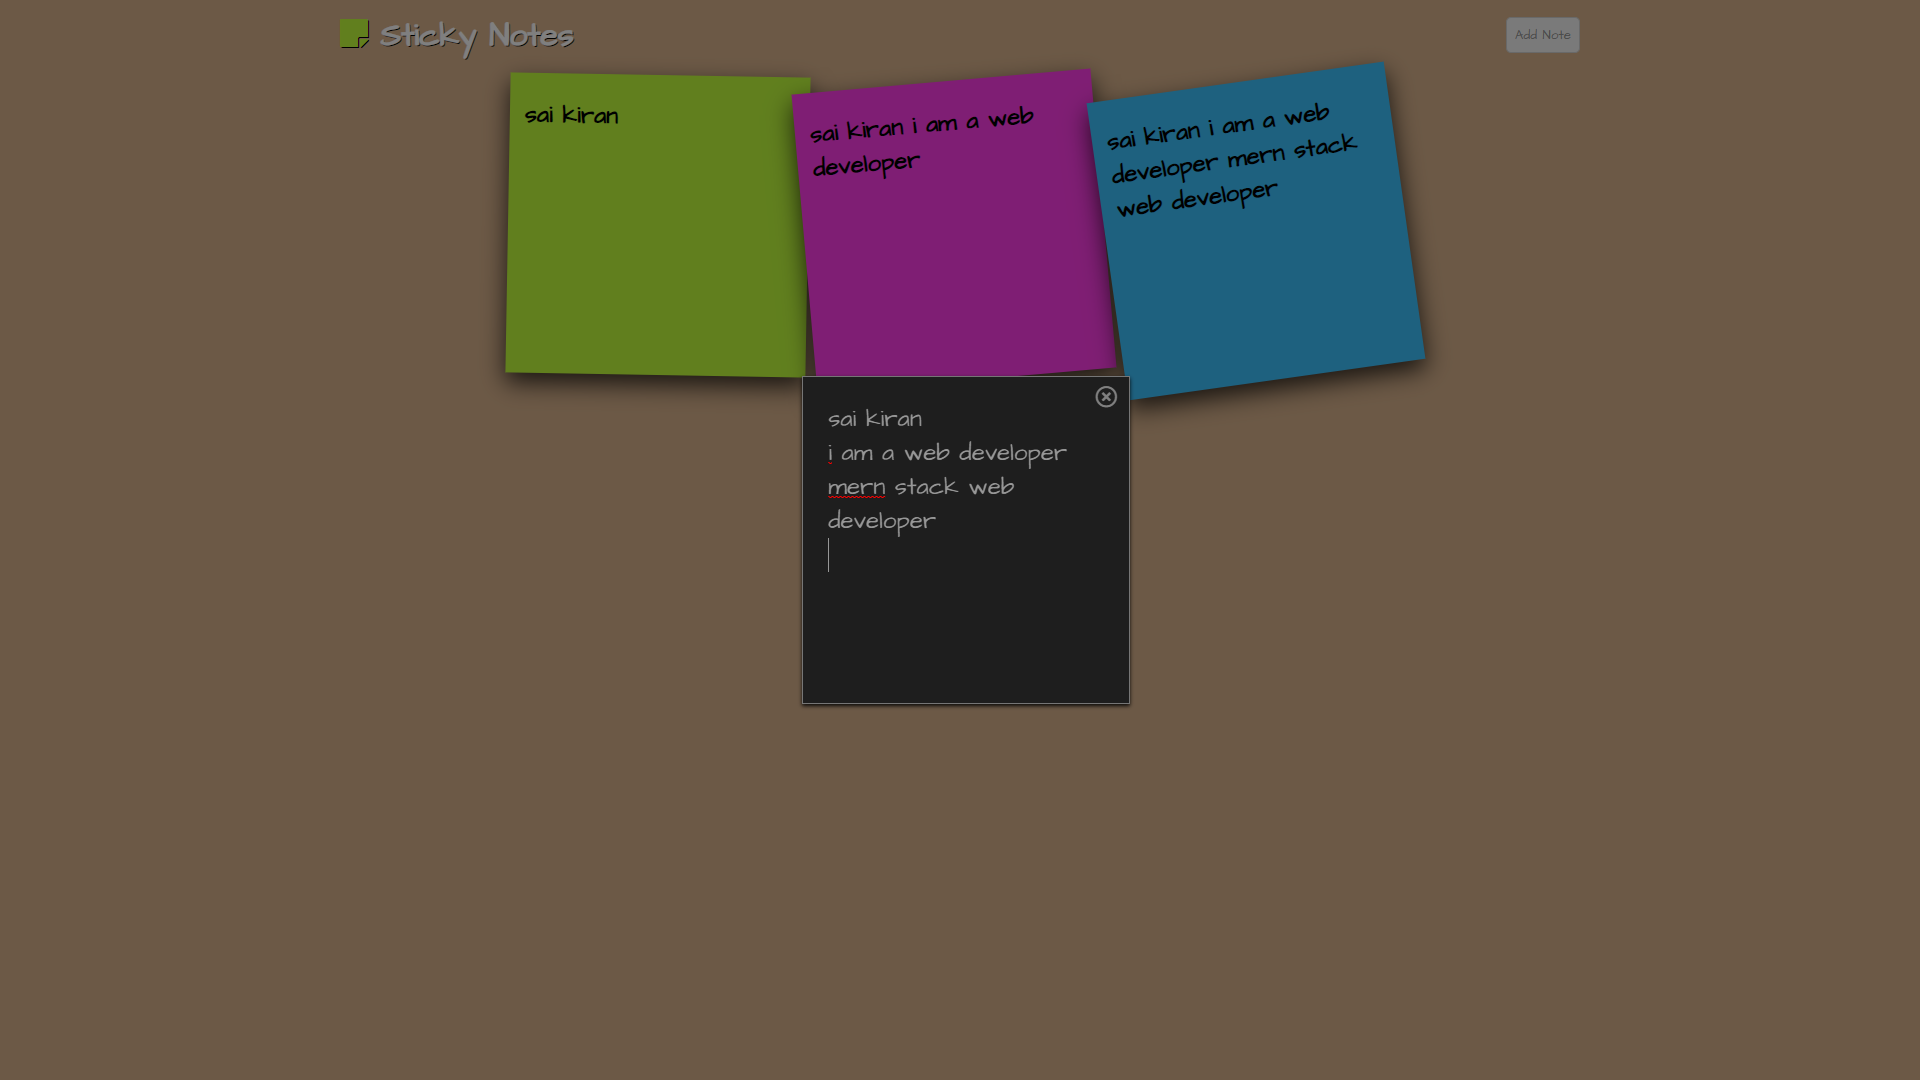 Sticky Notes
Add Note
sai kiran
sai kiran i am a web
developer
sai kiran i am a web
developer mern stack
web developer
sai kiran
i am a web developer
mern stack web
developer